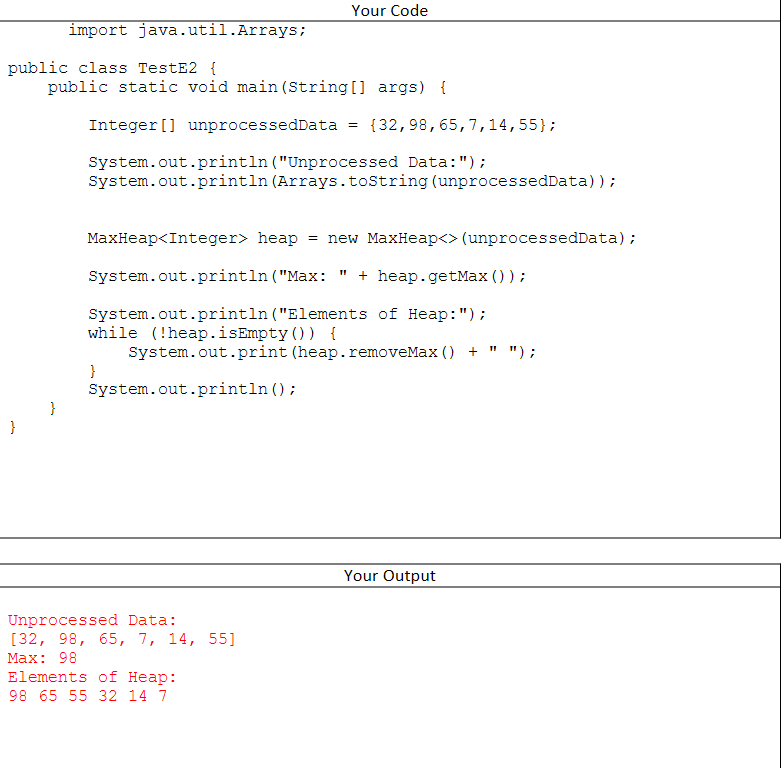 Your Code
import java.util.Arrays;
public class TestE2 {
public static void main(String[] args) {
Integer[] unprocessedData = {32,98,65,7,14,55};
System.out.println("Unprocessed Data:");
System.out.println(Arrays.toString(unprocessedData));
MaxHeap<Integer> heap = new MaxHeap<>(unprocessedData);
System.out.println("Max: " + heap.getMax());
System.out.println("Elements of Heap:");
while (!heap.isEmpty()) {
System.out.print(heap.removeMax() + " ");
}
System.out.println();
}
}
Your Output
Unprocessed Data:
[32, 98, 65, 7, 14, 55]
Max: 98
Elements of Heap:
98 65 55 32 14 7